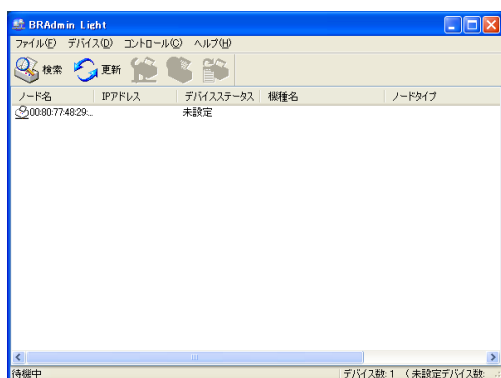 BRAdmin Light
ファイル(F) デバイス(D) コントロール(C) ヘルプ(H)
検索 更新
ノード名 IPアドレス デバイスステータス 機種名 ノードタイプ
00:80:77:48:29:... 未設定
待機中 デバイス数: 1 (未設定デバイス数: